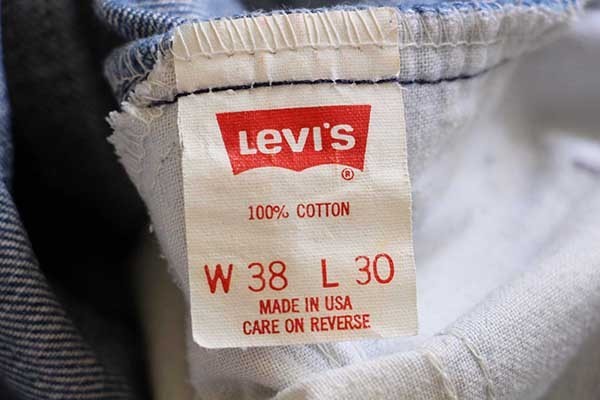 Levi's
®
100% COTTON
W 38 L 30
MADE IN USA
CARE ON REVERSE